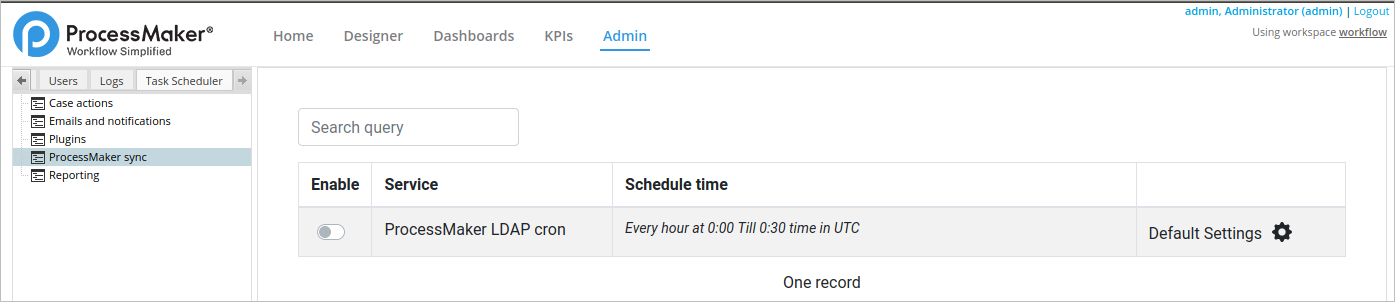 ProcessMaker®
Workflow Simplified
Home Designer Dashboards KPIs Admin
admin, Administrator (admin) | Logout
Using workspace workflow
Users Logs Task Scheduler
Case actions
Emails and notifications
Plugins
ProcessMaker sync
Reporting
Search query
Enable Service Schedule time
ProcessMaker LDAP cron Every hour at 0:00 Till 0:30 time in UTC Default Settings
One record